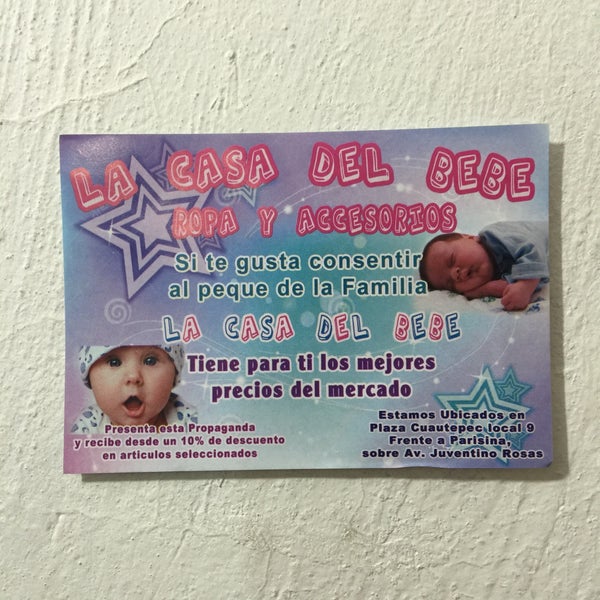 LA CASA DEL BEBE
ROPA Y ACCESORIOS
Si te gusta consentir
al peque de la Familia
LA CASA DEL BEBE
Tiene para ti los mejores
precios del mercado
Presenta esta Propaganda
y recibe desde un 10% de descuento
en articulos seleccionados
Estamos Ubicados en
Plaza Cuautepec local 9
Frente a Parisina,
sobre Av. Juventino Rosas